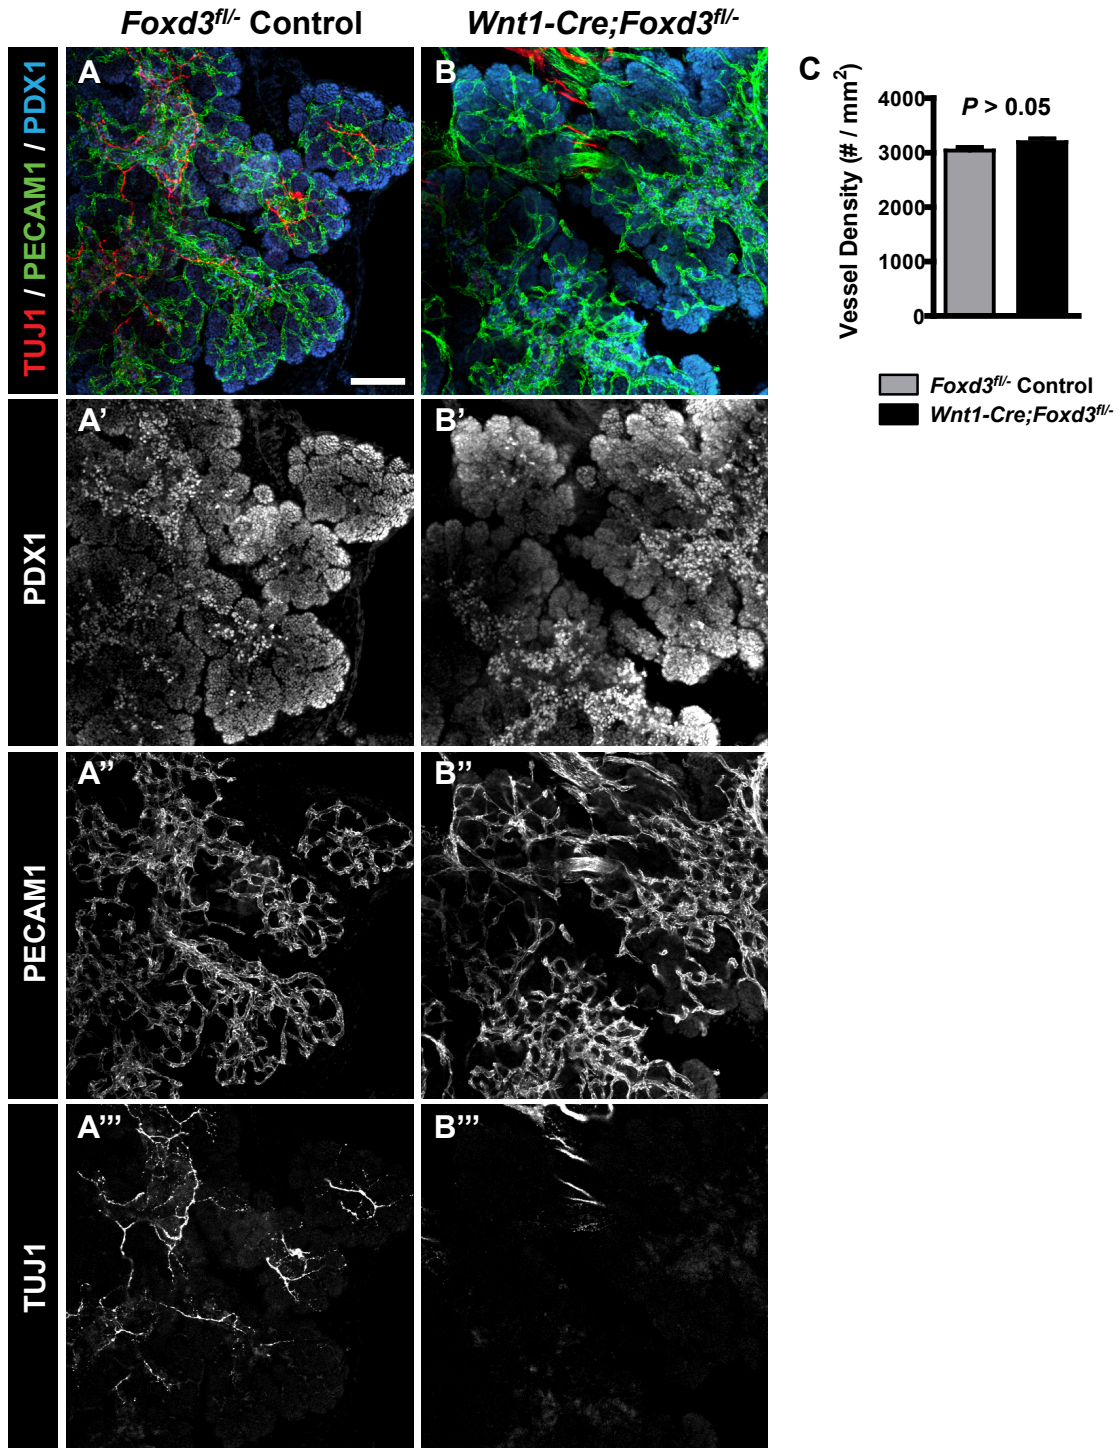 Foxd3fl/- Control
Wnt1-Cre;Foxd3fl/-
TUJ1 / PECAM1 / PDX1
A
B
C
Vessel Density (# / mm2)
4000
3000
2000
1000
0
P > 0.05
Foxd3fl/- Control
Wnt1-Cre;Foxd3fl/-
PDX1
A'
B'
PECAM1
A''
B''
TUJ1
A'''
B'''